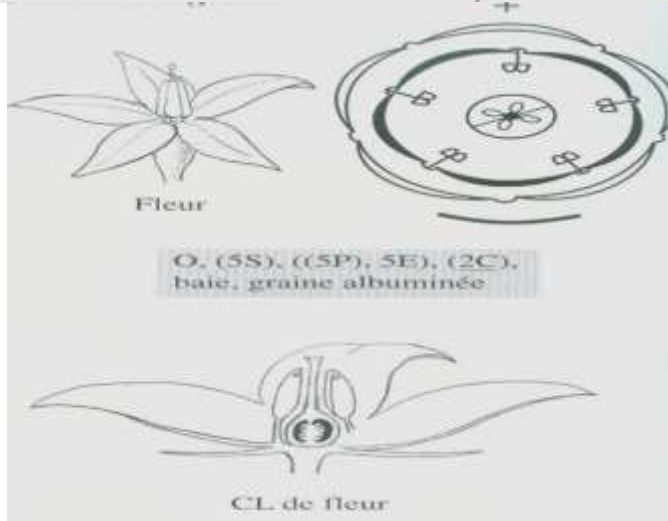 Fleur
O, (5S), ((5P), 5E), (2C),
baie, graine albuminée
CL de fleur